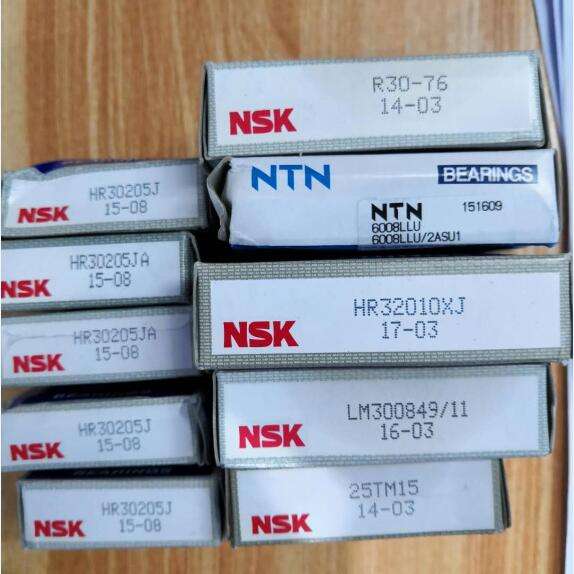 NSK
HR30205J
15-08
NSK
HR30205JA
15-08
NSK
HR30205JA
15-08
NSK
HR30205J
15-08
BEARINGS
NSK
HR30205J
15-08
NSK
R30-76
14-03
NTN
BEARINGS
NTN 151609
6008LLU
6008LLU/2ASU1
NSK
HR32010XJ
17-03
NSK
LM300849/11
16-03
NSK
25TM15
14-03